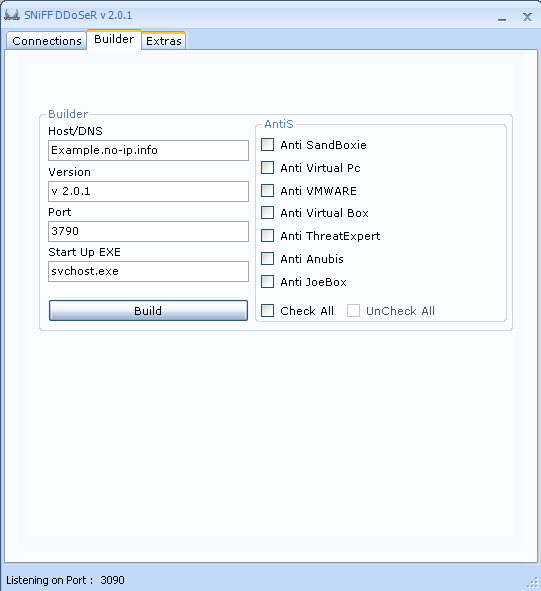 SNiFF DDoSeR v 2.0.1
Connections Builder Extras
Builder
Host/DNS
Example.no-ip.info
Version
v 2.0.1
Port
3790
Start Up EXE
svchost.exe
Build
AntiS
Anti SandBoxie
Anti Virtual Pc
Anti VMWARE
Anti Virtual Box
Anti ThreatExpert
Anti Anubis
Anti JoeBox
Check All UnCheck All
Listening on Port : 3090